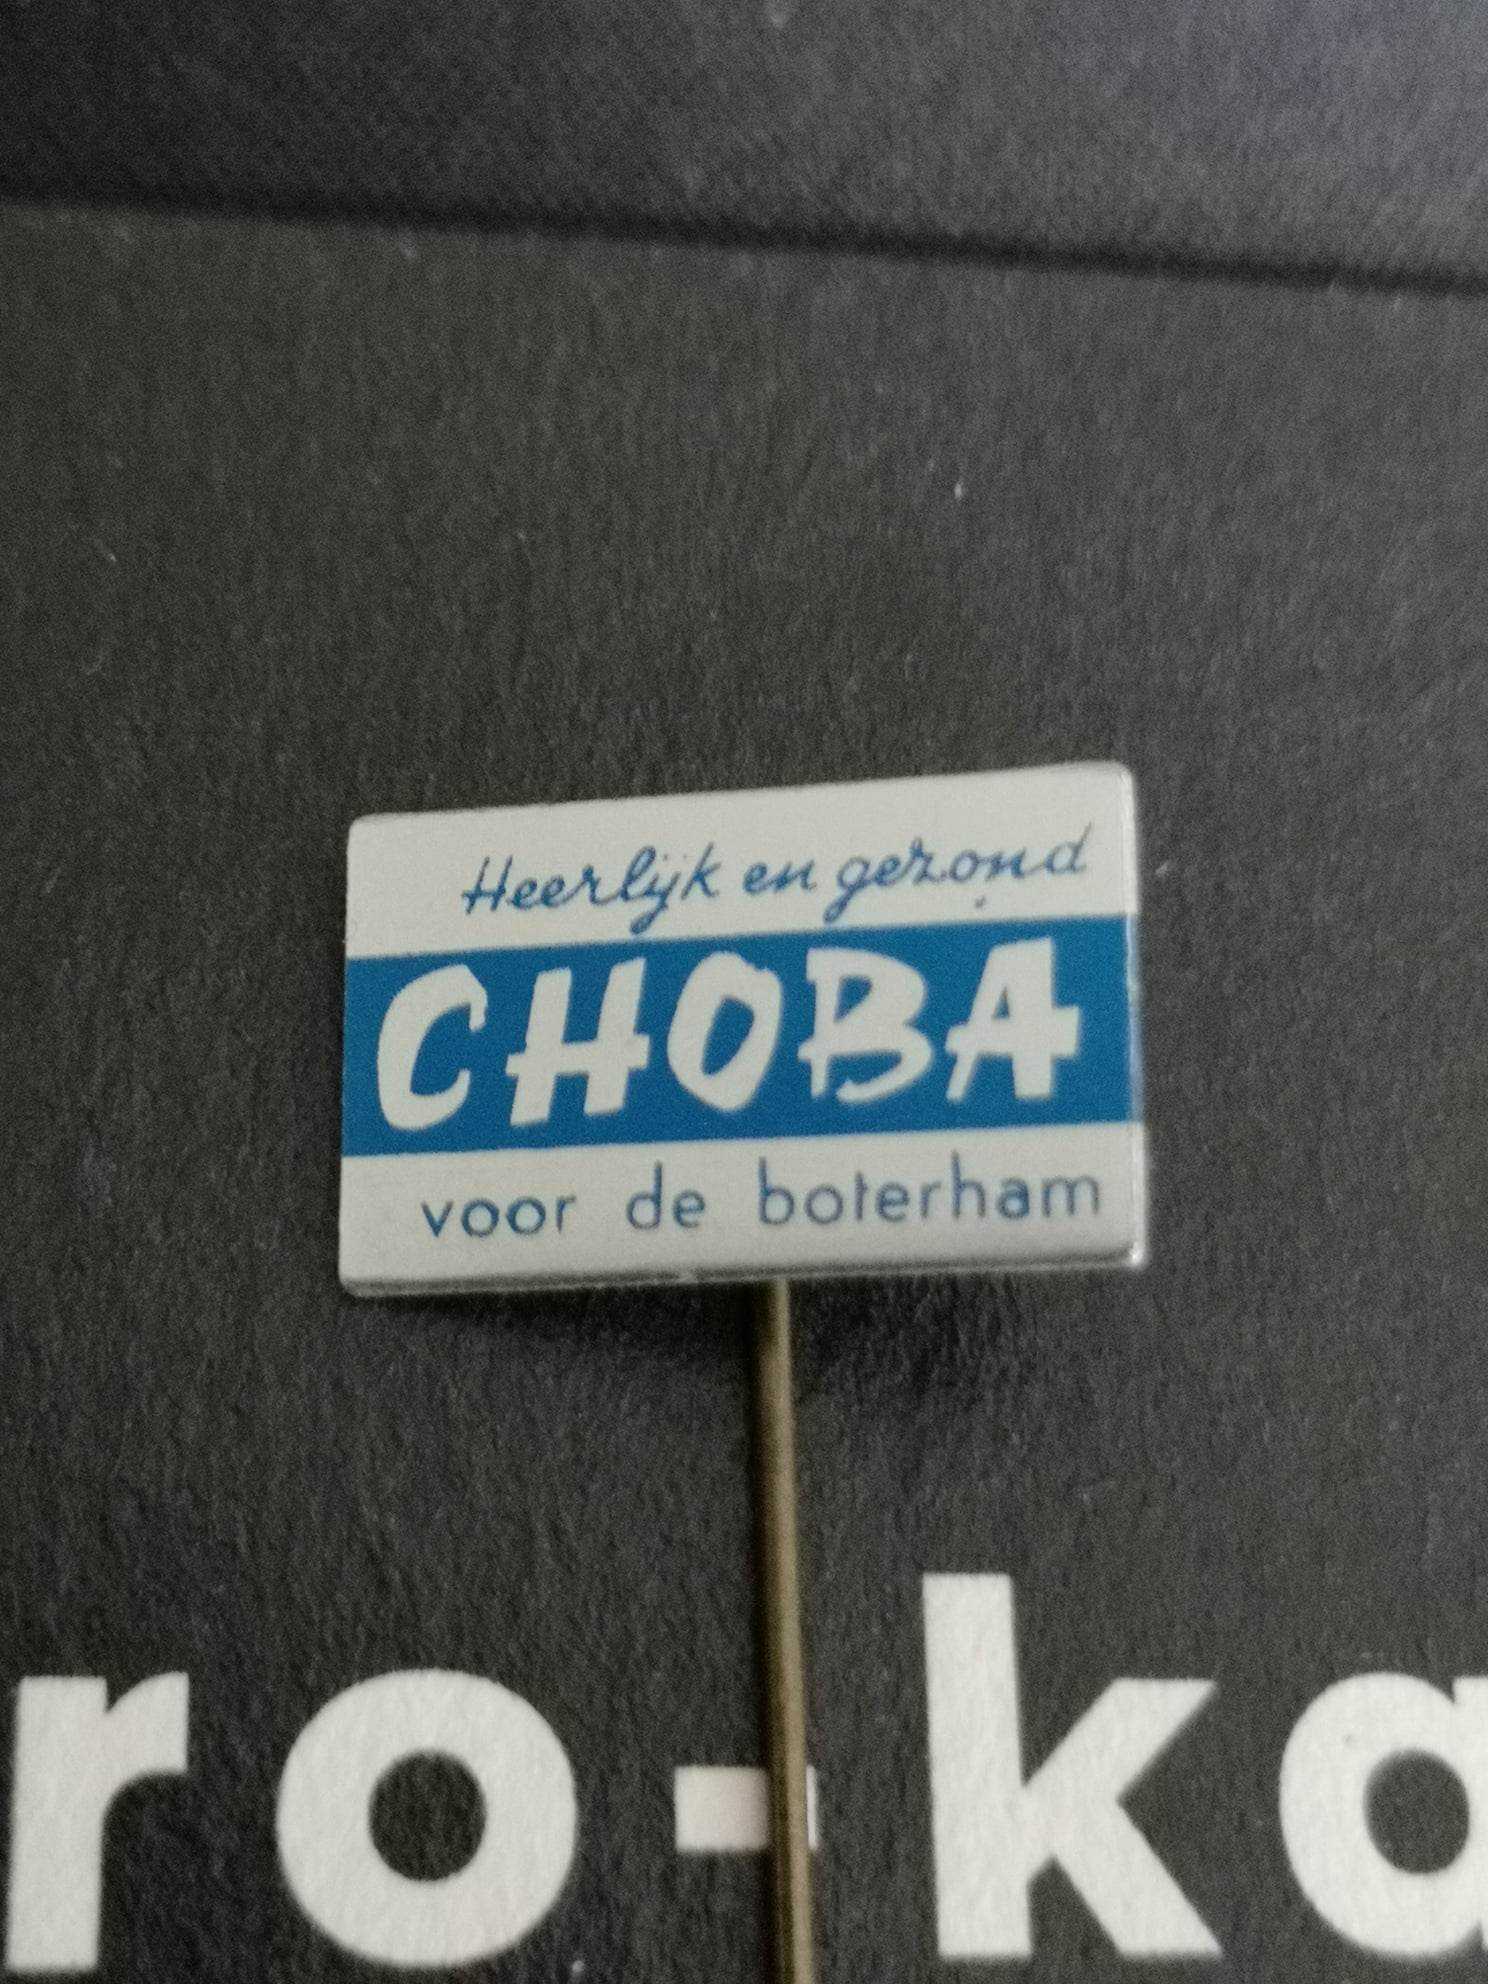 Heerlijk en gezond
CHOBA
voor de boterham
ro-ka